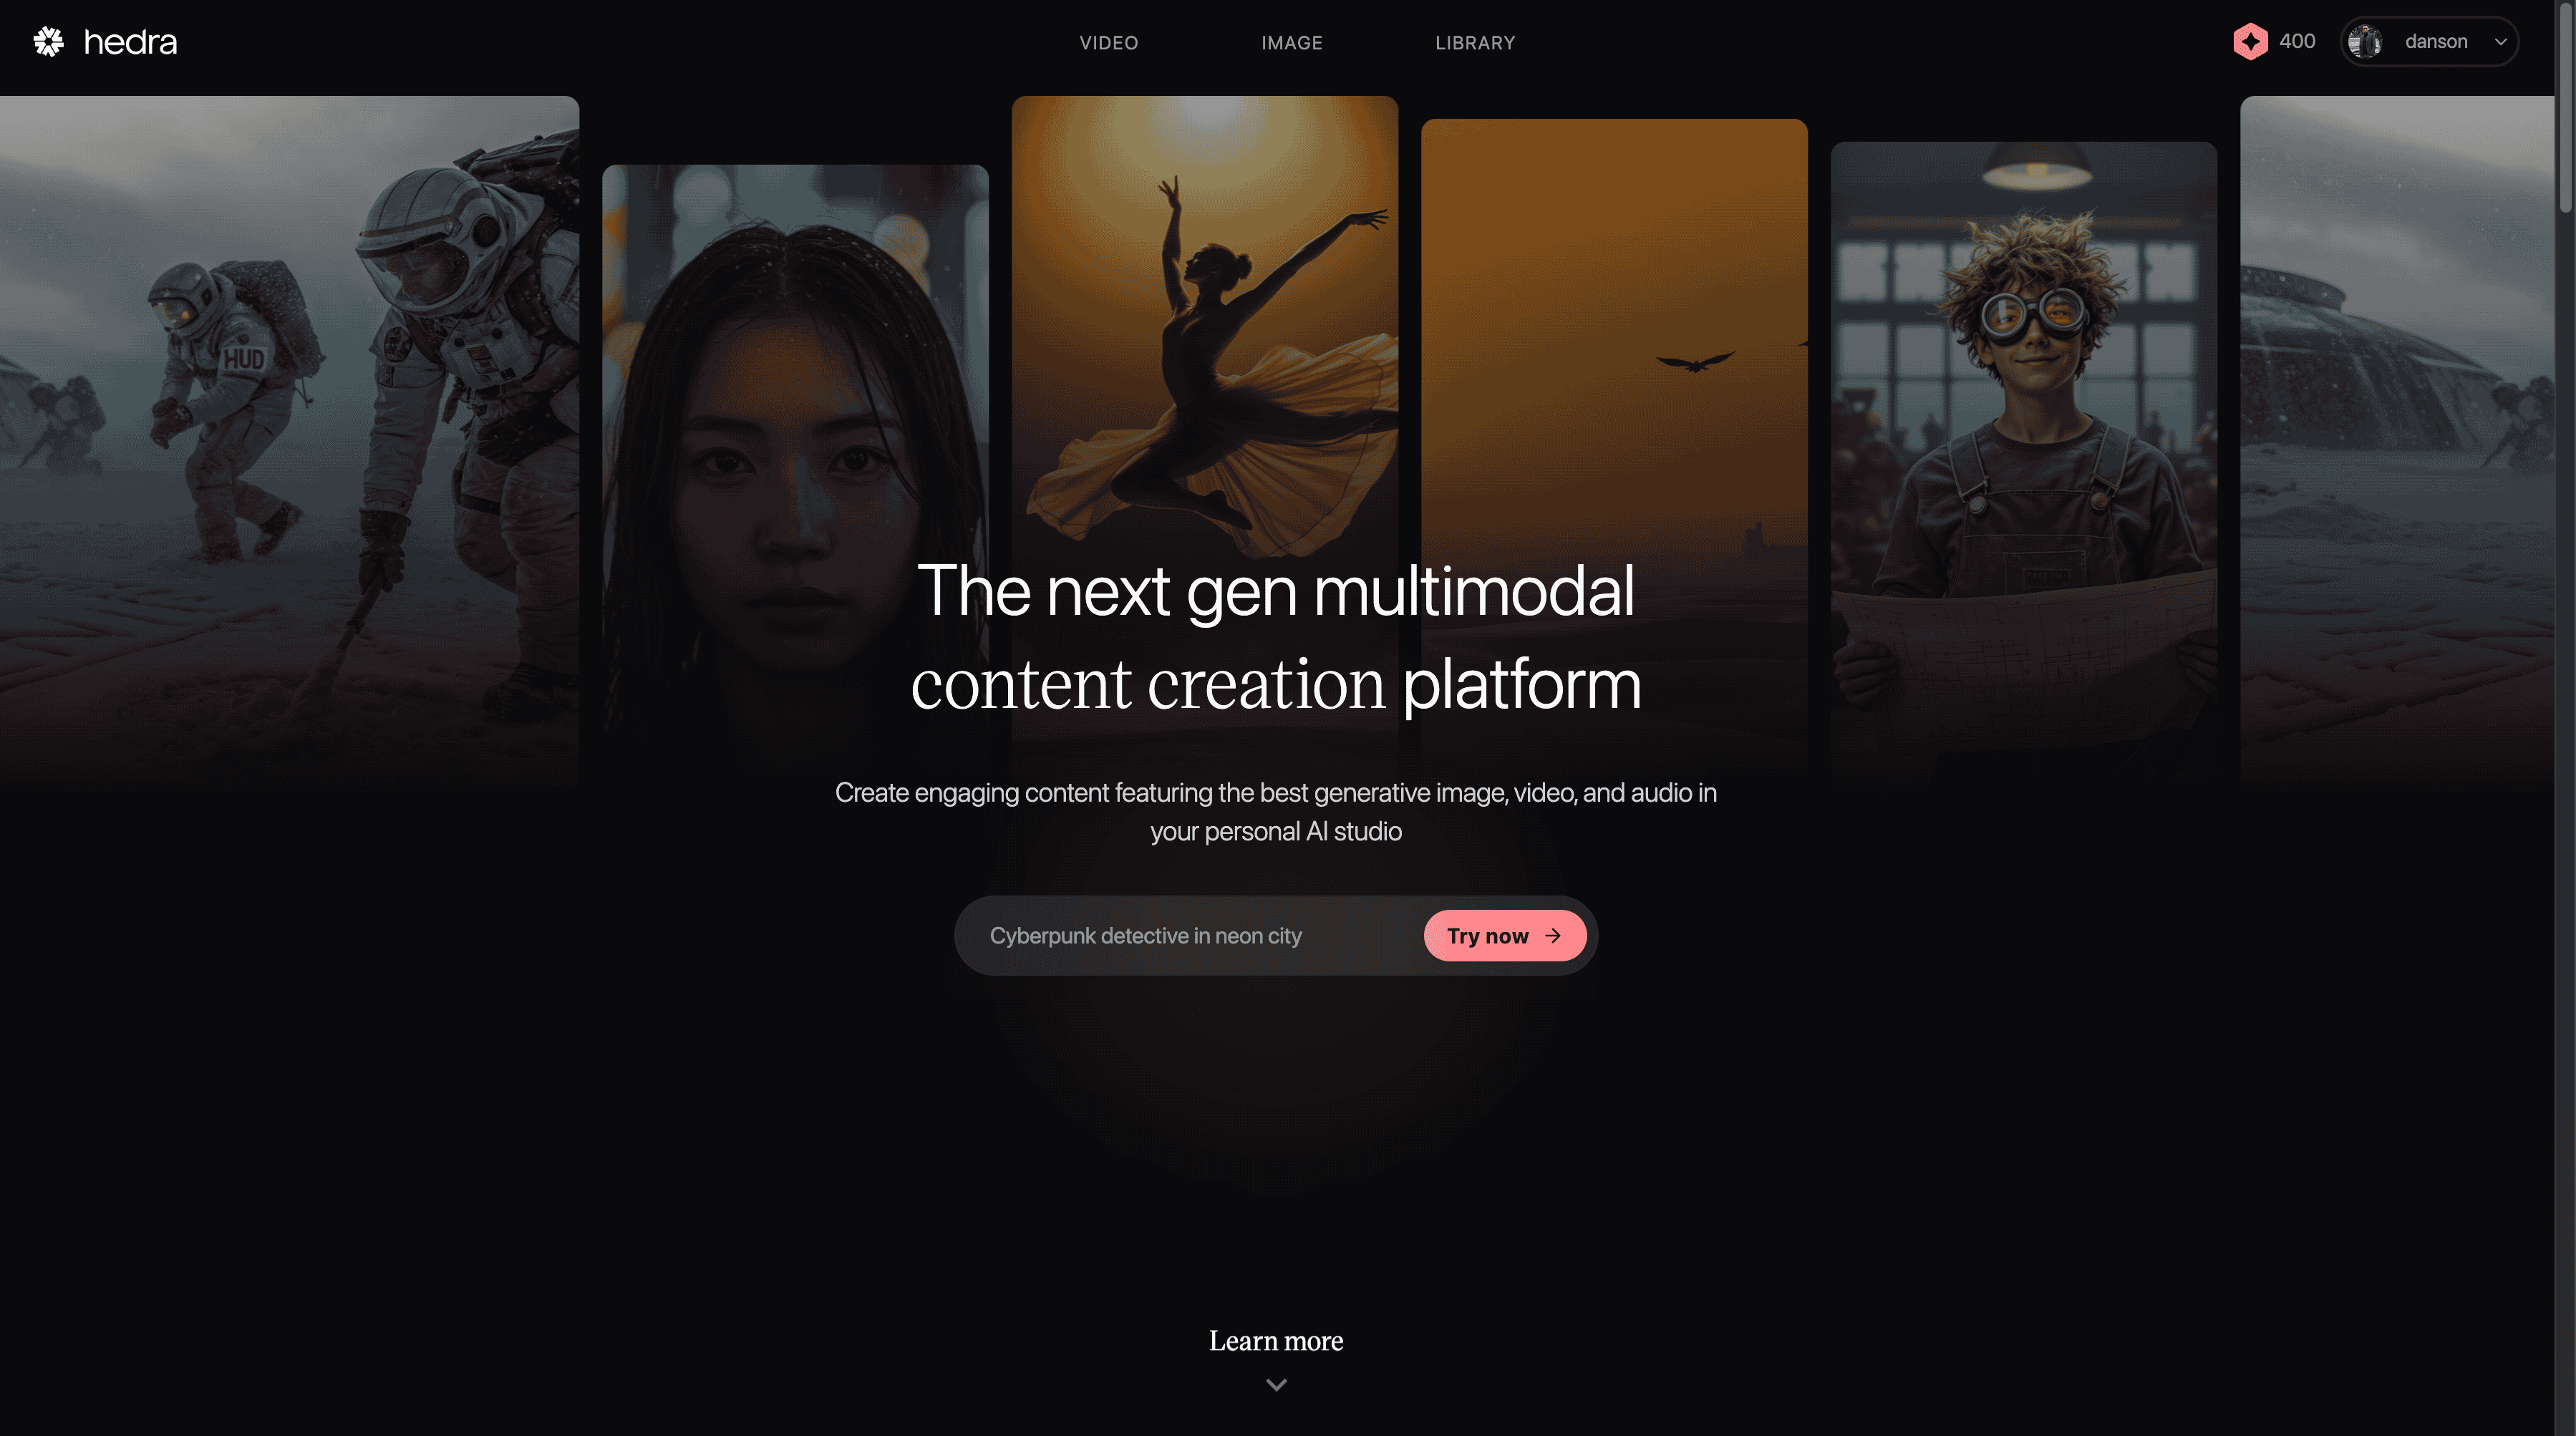 hedra
VIDEO
IMAGE
LIBRARY
400
danson
HUD
The next gen multimodal
content creation platform
Create engaging content featuring the best generative image, video, and audio in
your personal AI studio
Cyberpunk detective in neon city
Try now
Learn more